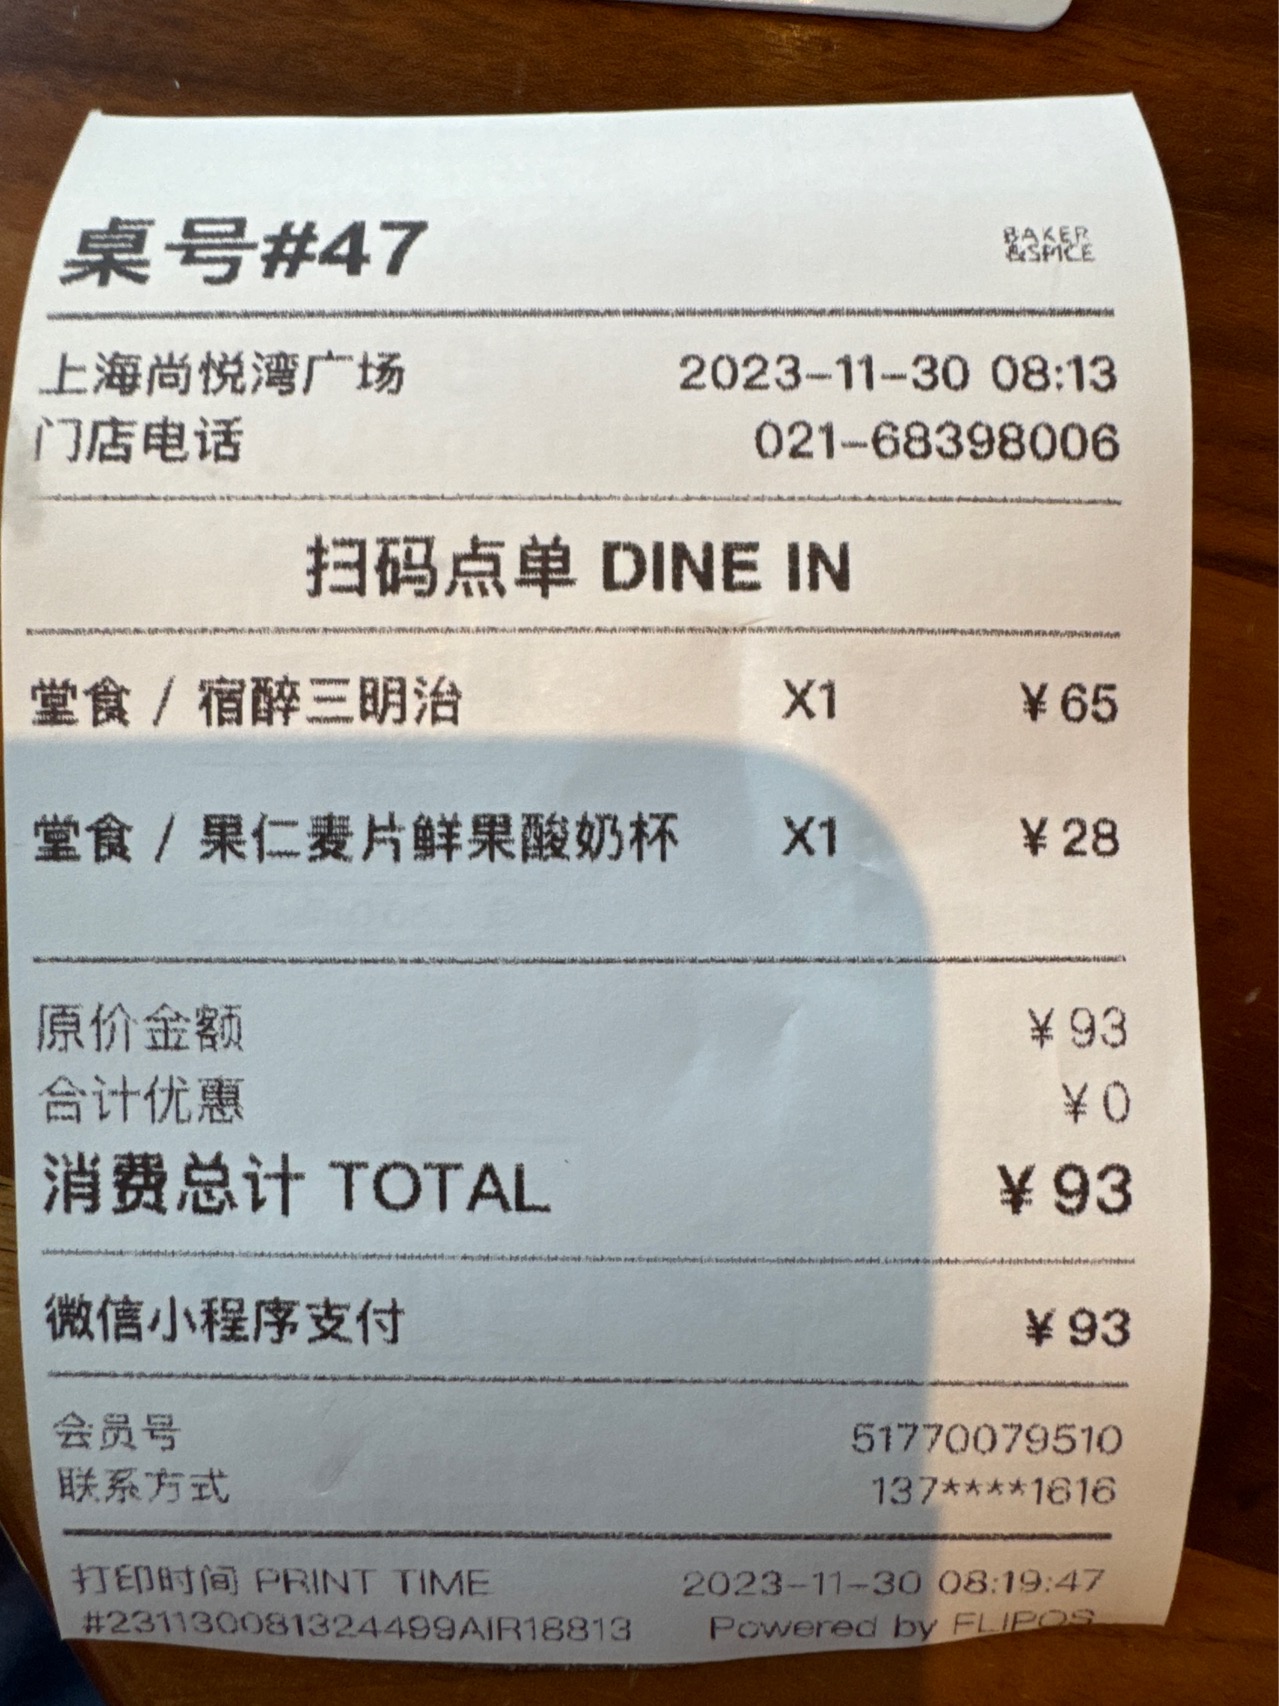 桌号#47
BAKER
&SPICE
上海尚悦湾广场 2023-11-30 08:13
门店电话 021-68398006
扫码点单 DINE IN
堂食 / 宿醉三明治 X1 ¥65
堂食 / 果仁麦片鲜果酸奶杯 X1 ¥28
原价金额 ¥93
合计优惠 ¥0
消费总计 TOTAL ¥93
微信小程序支付 ¥93
会员号 51770079510
联系方式 137****1616
打印时间 PRINT TIME 2023-11-30 08:19:47
#231130081324499AIR18813 Powered by FLIPOS